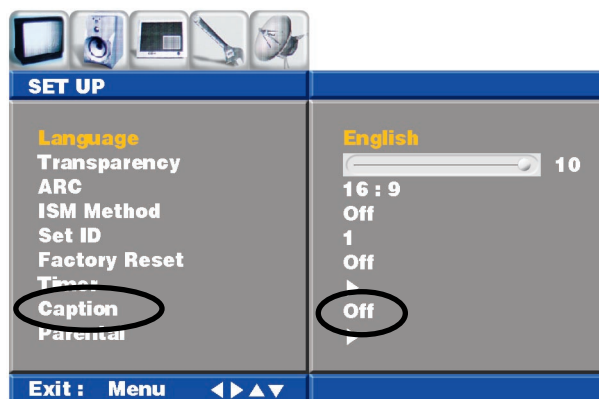 SET UP
Language English
Transparency 10
ARC 16 : 9
ISM Method Off
Set ID 1
Factory Reset Off
Timer
Caption Off
Parental
Exit : Menu